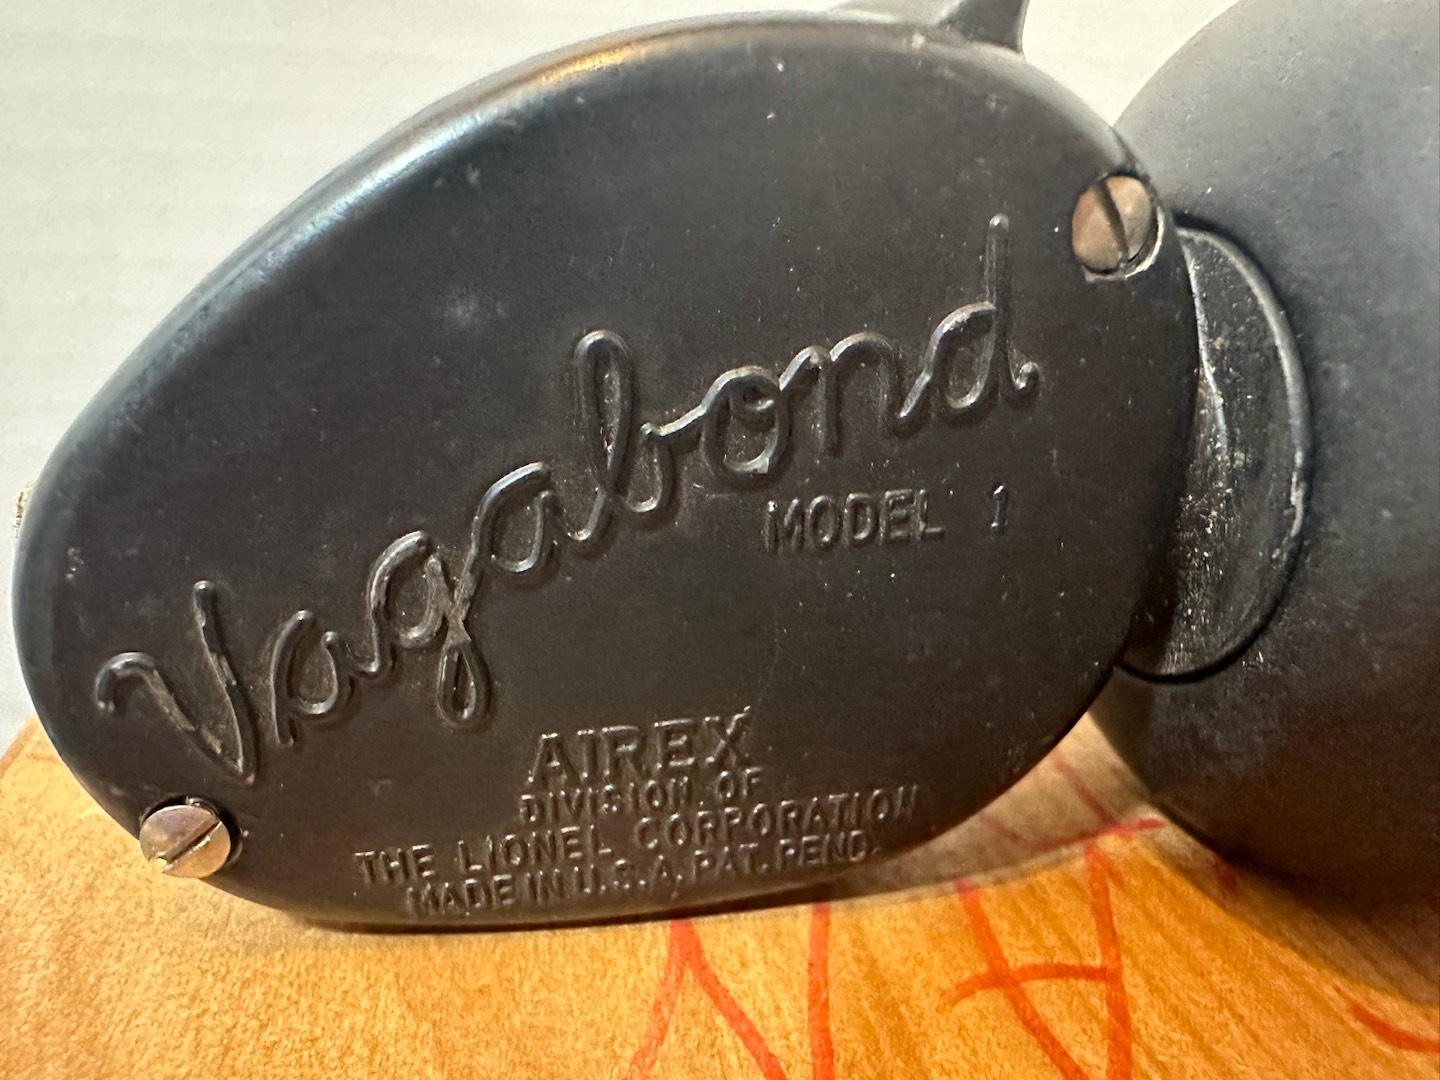 Vagabond
MODEL 1
AIREX
DIVISION OF
THE LIONEL CORPORATION
MADE IN U.S.A. PAT. PEND.